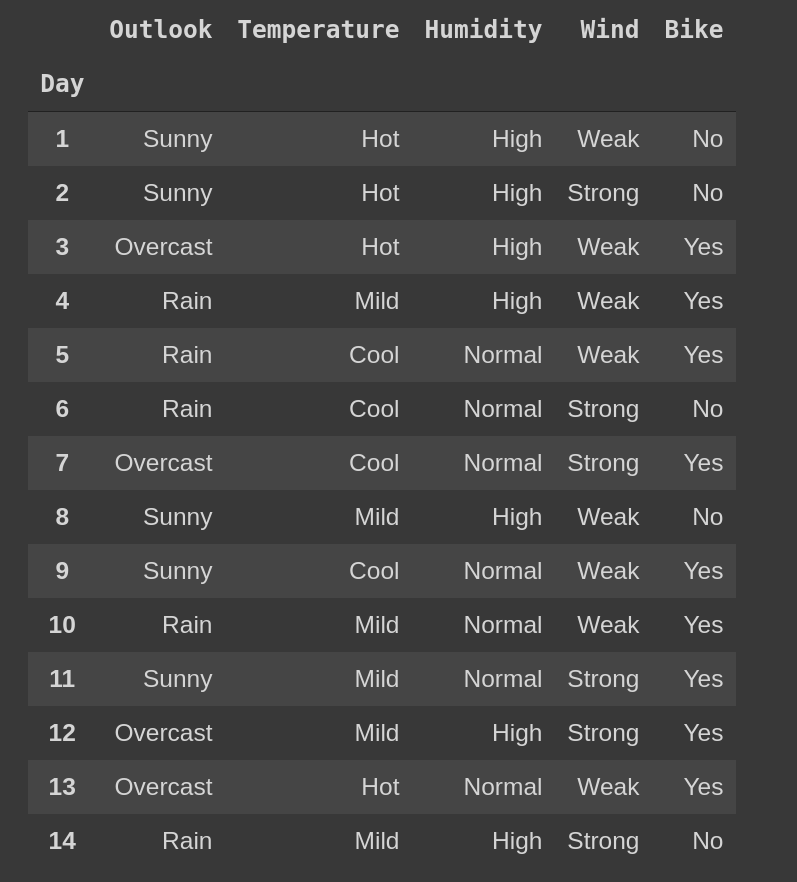 Outlook Temperature Humidity Wind Bike
Day
1 Sunny Hot High Weak No
2 Sunny Hot High Strong No
3 Overcast Hot High Weak Yes
4 Rain Mild High Weak Yes
5 Rain Cool Normal Weak Yes
6 Rain Cool Normal Strong No
7 Overcast Cool Normal Strong Yes
8 Sunny Mild High Weak No
9 Sunny Cool Normal Weak Yes
10 Rain Mild Normal Weak Yes
11 Sunny Mild Normal Strong Yes
12 Overcast Mild High Strong Yes
13 Overcast Hot Normal Weak Yes
14 Rain Mild High Strong No